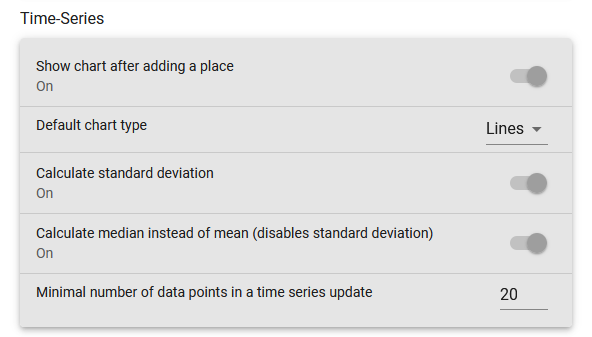 Time-Series
Show chart after adding a place
On
Default chart type
Lines
Calculate standard deviation
On
Calculate median instead of mean (disables standard deviation)
On
Minimal number of data points in a time series update
20